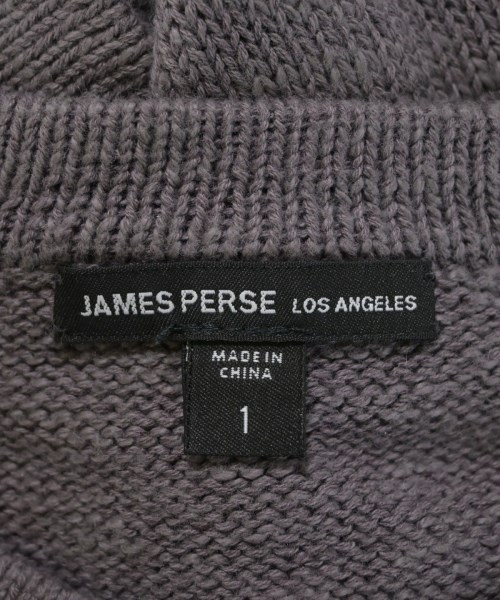 JAMES PERSE LOS ANGELES
MADE IN
CHINA
1